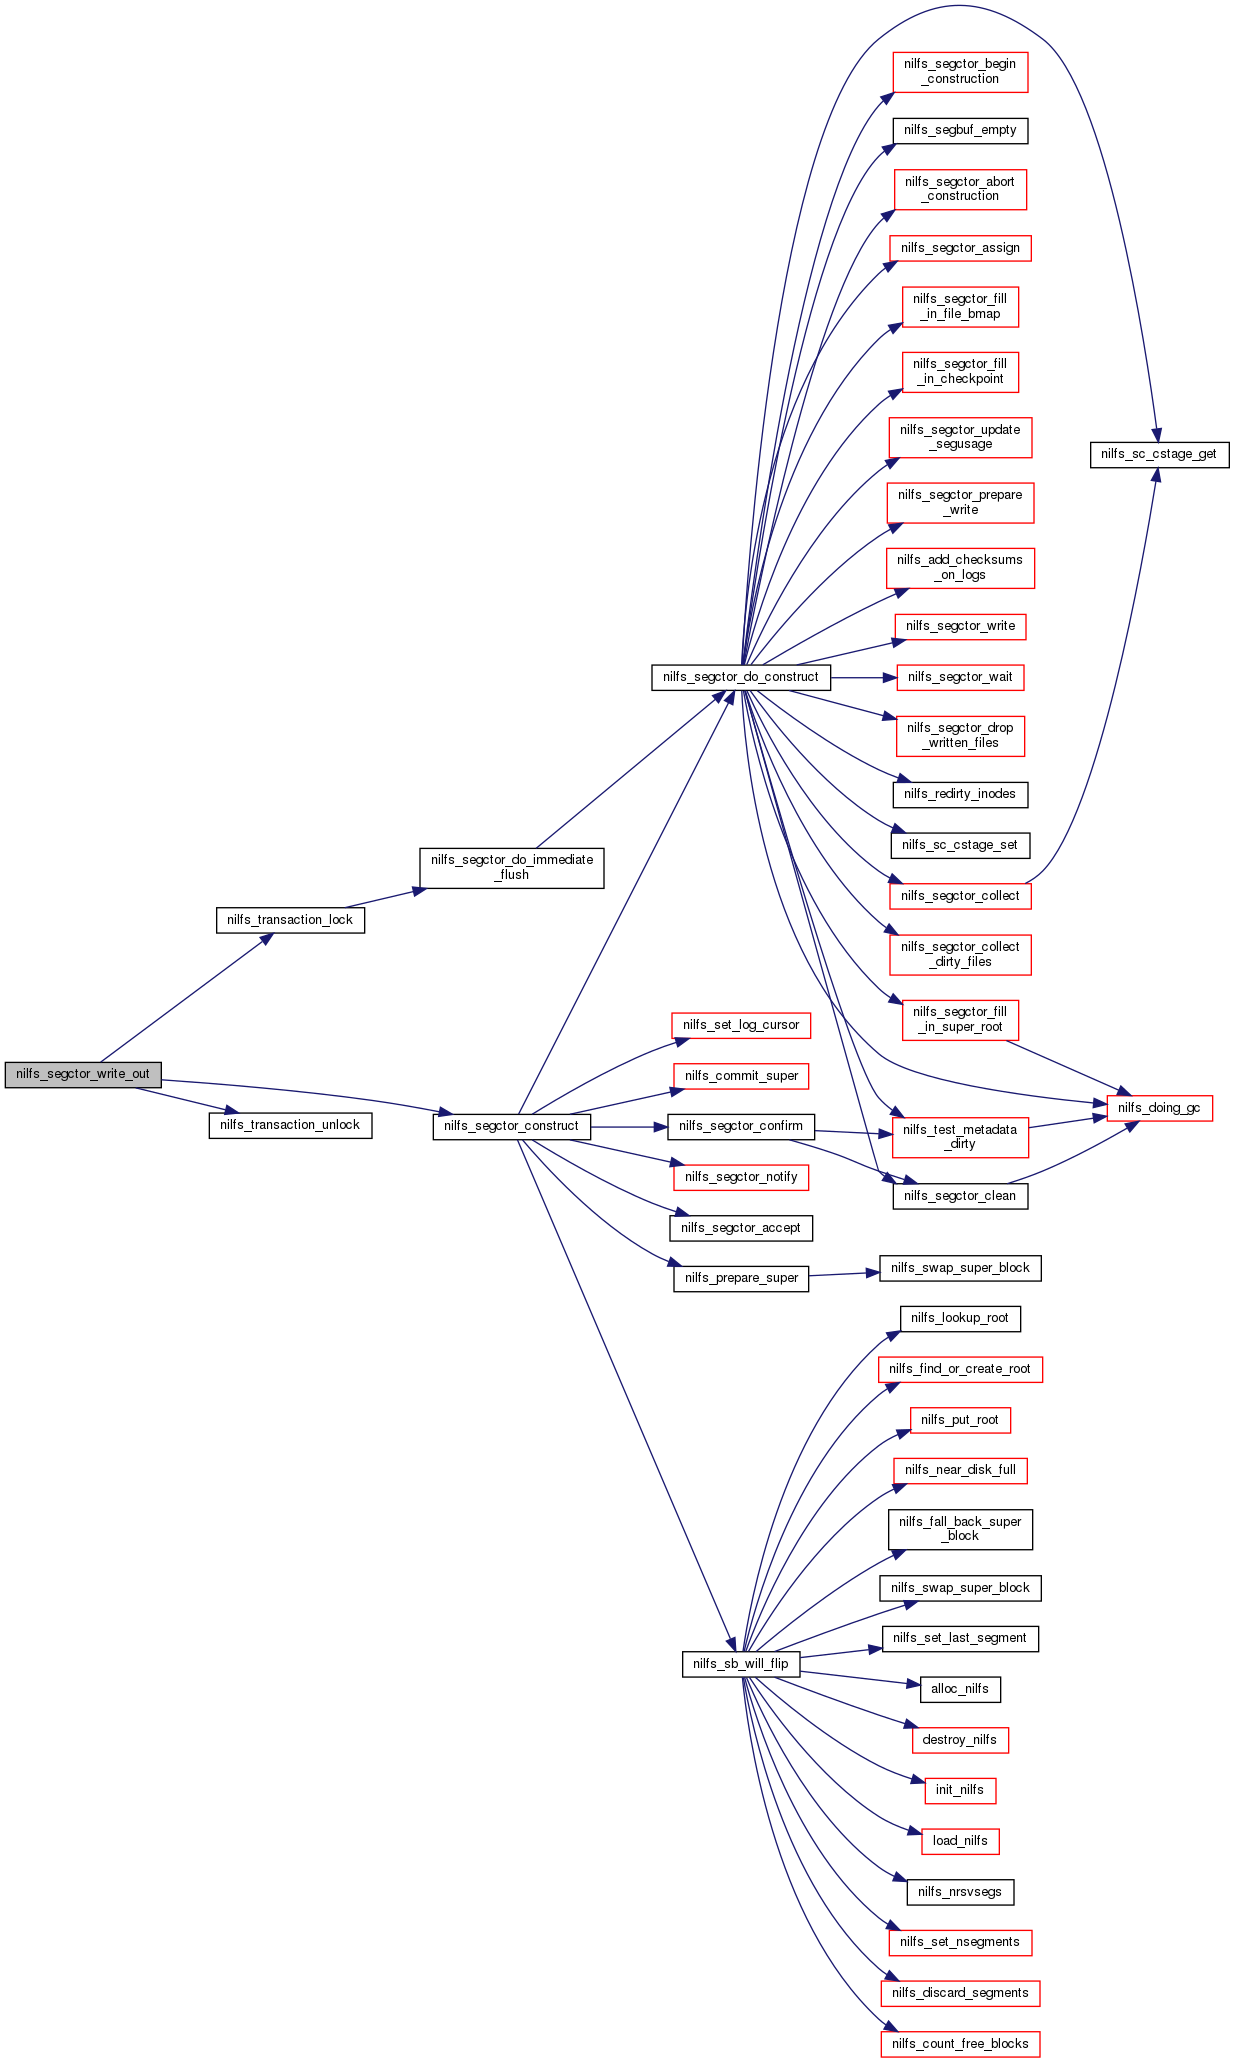 nilfs_segctor_begin
_construction
nilfs_segbuf_empty
nilfs_segctor_abort
_construction
nilfs_segctor_assign
nilfs_segctor_fill
_in_file_bmap
nilfs_segctor_fill
_in_checkpoint
nilfs_segctor_update
_segusage
nilfs_sc_cstage_get
nilfs_segctor_prepare
_write
nilfs_add_checksums
_on_logs
nilfs_segctor_write
nilfs_segctor_do_construct
nilfs_segctor_wait
nilfs_segctor_drop
_written_files
nilfs_redirty_inodes
nilfs_sc_cstage_set
nilfs_segctor_do_immediate
_flush
nilfs_segctor_collect
nilfs_transaction_lock
nilfs_segctor_collect
_dirty_files
nilfs_segctor_fill
_in_super_root
nilfs_set_log_cursor
nilfs_segctor_write_out
nilfs_commit_super
nilfs_doing_gc
nilfs_transaction_unlock
nilfs_segctor_construct
nilfs_segctor_confirm
nilfs_test_metadata
_dirty
nilfs_segctor_notify
nilfs_segctor_clean
nilfs_segctor_accept
nilfs_prepare_super
nilfs_swap_super_block
nilfs_lookup_root
nilfs_find_or_create_root
nilfs_put_root
nilfs_near_disk_full
nilfs_fall_back_super
_block
nilfs_swap_super_block
nilfs_set_last_segment
nilfs_sb_will_flip
alloc_nilfs
destroy_nilfs
init_nilfs
load_nilfs
nilfs_nrsvsegs
nilfs_set_nsegments
nilfs_discard_segments
nilfs_count_free_blocks